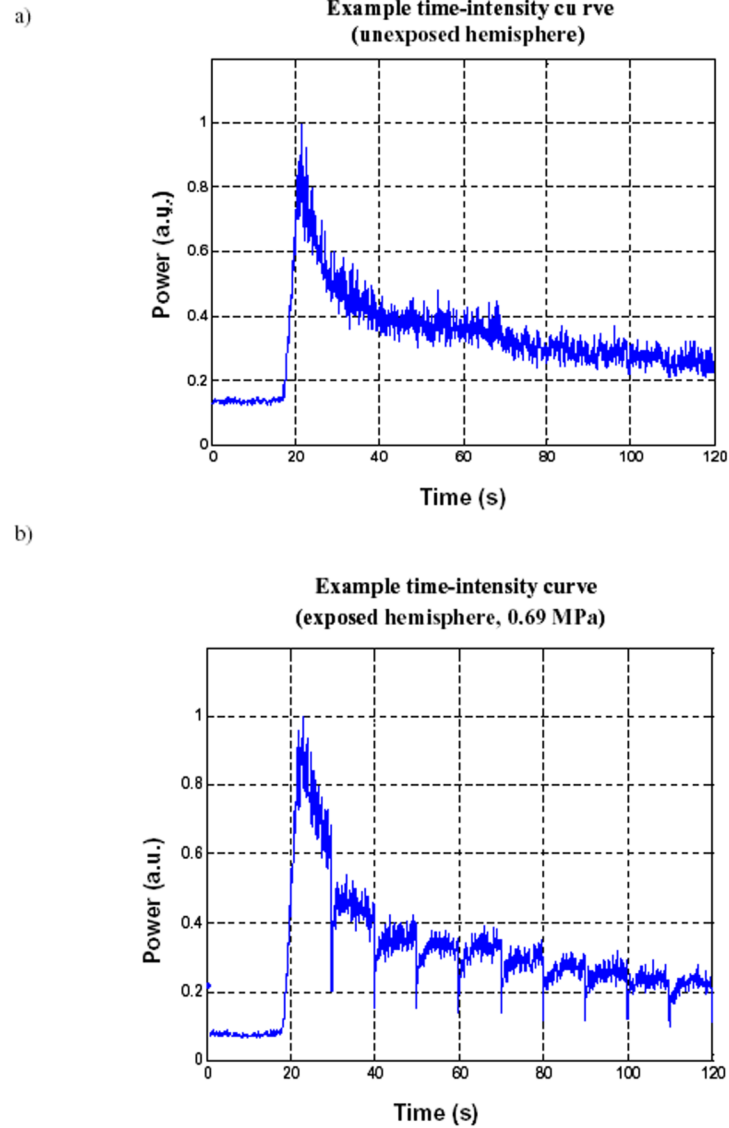 a)
Example time-intensity cu rve
(unexposed hemisphere)
1
0.8
0.6
0.4
0.2
0
Power (a.y.)
0 20 40 60 80 100 120
Time (s)
b)
Example time-intensity curve
(exposed hemisphere, 0.69 MPa)
1
0.8
0.6
0.4
0.2
0
Power (a.u.)
0 20 40 60 80 100 120
Time (s)